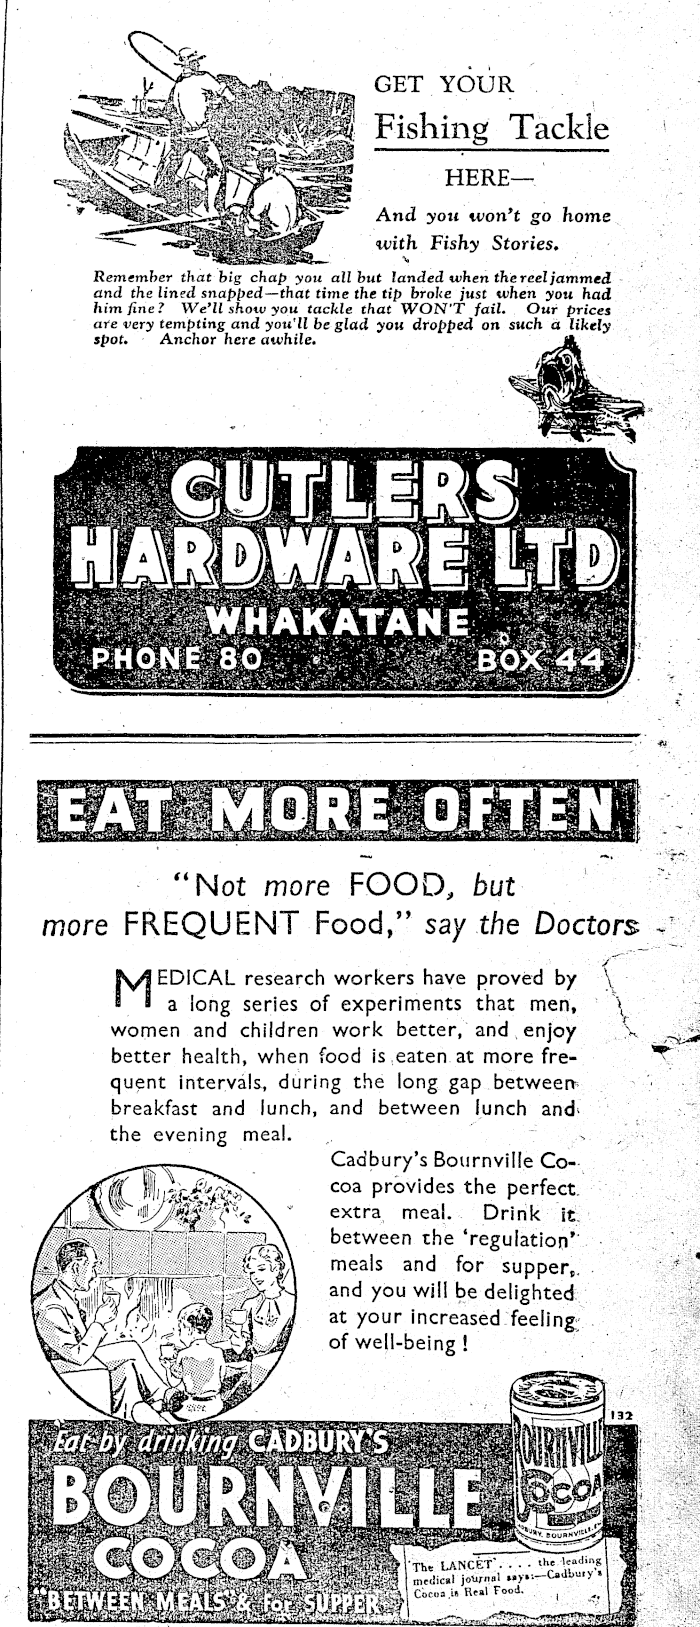 GET YOUR
Fishing Tackle
HERE—
And you won't go home
with Fishy Stories.
Remember that big chap you all but landed when the reel jammed
and the lined snapped—that time the tip broke just when you had
him fine? We'll show you tackle that WON'T fail. Our prices
are very tempting and you'll be glad you dropped on such a likely
spot. Anchor here awhile.
CUTLERS
HARDWARE LTD
WHAKATANE
PHONE 80 BOX 44
EAT MORE OFTEN
"Not more FOOD, but
more FREQUENT Food," say the Doctors
MEDICAL research workers have proved by
a long series of experiments that men,
women and children work better, and enjoy
better health, when food is eaten at more fre-
quent intervals, during the long gap between
breakfast and lunch, and between lunch and
the evening meal.
Cadbury's Bournville Co-
coa provides the perfect
extra meal. Drink it
between the 'regulation'
meals and for supper,
and you will be delighted
at your increased feeling
of well-being!
132
Eat by drinking CADBURY'S
BOURNVILLE
COCOA
"BETWEEN MEALS" & for SUPPER
BOURNVILLE
COCOA
The LANCET . . . . the leading
medical journal says:—Cadbury's
Cocoa is Real Food.